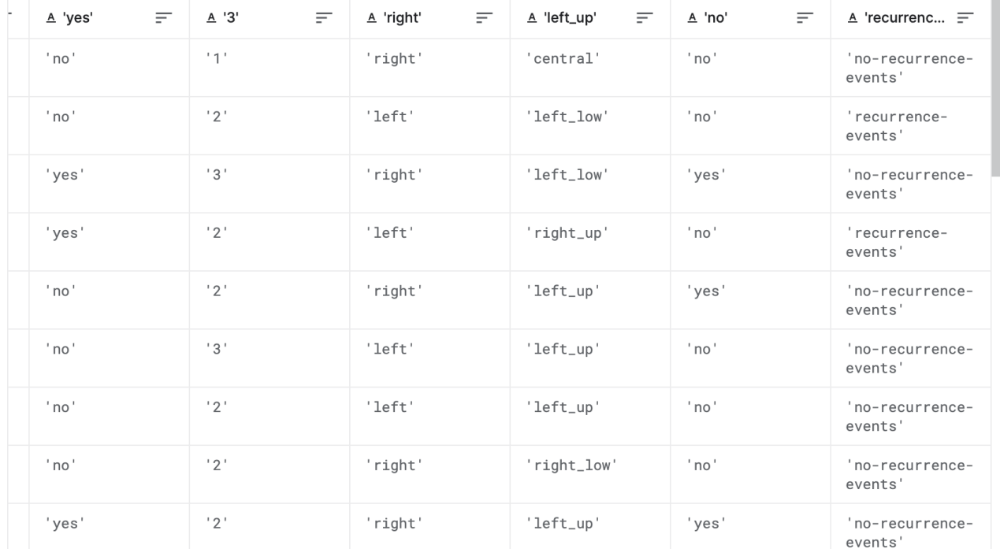 'yes' '3' 'right' 'left_up' 'no' 'recurrenc...
'no' '1' 'right' 'central' 'no' 'no-recurrence-
events'
'no' '2' 'left' 'left_low' 'no' 'recurrence-
events'
'yes' '3' 'right' 'left_low' 'yes' 'no-recurrence-
events'
'yes' '2' 'left' 'right_up' 'no' 'recurrence-
events'
'no' '2' 'right' 'left_up' 'yes' 'no-recurrence-
events'
'no' '3' 'left' 'left_up' 'no' 'no-recurrence-
events'
'no' '2' 'left' 'left_up' 'no' 'no-recurrence-
events'
'no' '2' 'right' 'right_low' 'no' 'no-recurrence-
events'
'yes' '2' 'right' 'left_up' 'yes' 'no-recurrence-
events'